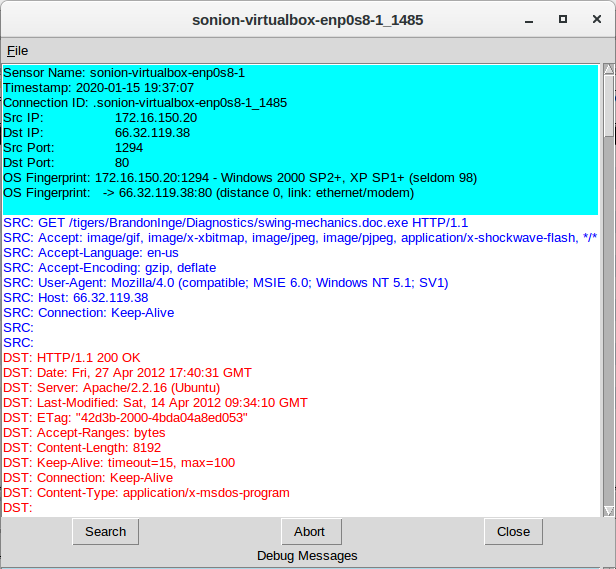 sonion-virtualbox-enp0s8-1_1485
File
Sensor Name: sonion-virtualbox-enp0s8-1
Timestamp: 2020-01-15 19:37:07
Connection ID: .sonion-virtualbox-enp0s8-1_1485
Src IP: 172.16.150.20
Dst IP: 66.32.119.38
Src Port: 1294
Dst Port: 80
OS Fingerprint: 172.16.150.20:1294 - Windows 2000 SP2+, XP SP1+ (seldom 98)
OS Fingerprint: -> 66.32.119.38:80 (distance 0, link: ethernet/modem)
SRC: GET /tigers/BrandonInge/Diagnostics/swing-mechanics.doc.exe HTTP/1.1
SRC: Accept: image/gif, image/x-xbitmap, image/jpeg, image/pjpeg, application/x-shockwave-flash, */*
SRC: Accept-Language: en-us
SRC: Accept-Encoding: gzip, deflate
SRC: User-Agent: Mozilla/4.0 (compatible; MSIE 6.0; Windows NT 5.1; SV1)
SRC: Host: 66.32.119.38
SRC: Connection: Keep-Alive
SRC:
SRC:
DST: HTTP/1.1 200 OK
DST: Date: Fri, 27 Apr 2012 17:40:31 GMT
DST: Server: Apache/2.2.16 (Ubuntu)
DST: Last-Modified: Sat, 14 Apr 2012 09:34:10 GMT
DST: ETag: "42d3b-2000-4bda04a8ed053"
DST: Accept-Ranges: bytes
DST: Content-Length: 8192
DST: Keep-Alive: timeout=15, max=100
DST: Connection: Keep-Alive
DST: Content-Type: application/x-msdos-program
DST:
Search Abort Close
Debug Messages